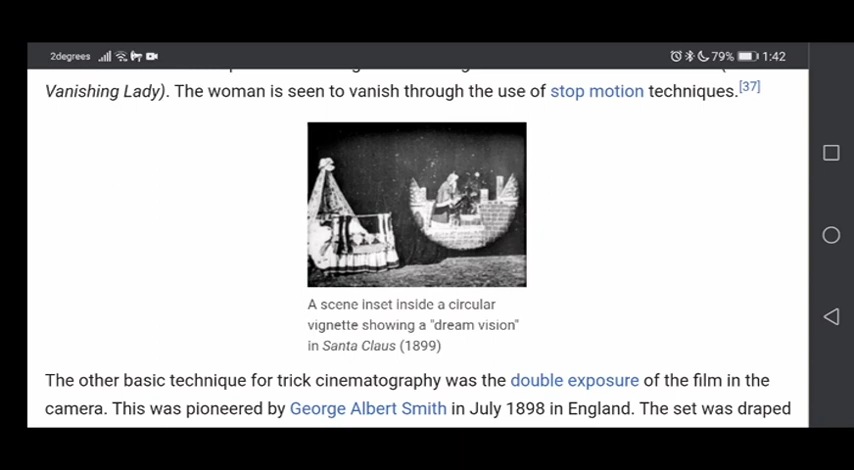 2degrees
79% 1:42
Vanishing Lady). The woman is seen to vanish through the use of stop motion techniques.[37]
A scene inset inside a circular
vignette showing a "dream vision"
in Santa Claus (1899)
The other basic technique for trick cinematography was the double exposure of the film in the
camera. This was pioneered by George Albert Smith in July 1898 in England. The set was draped